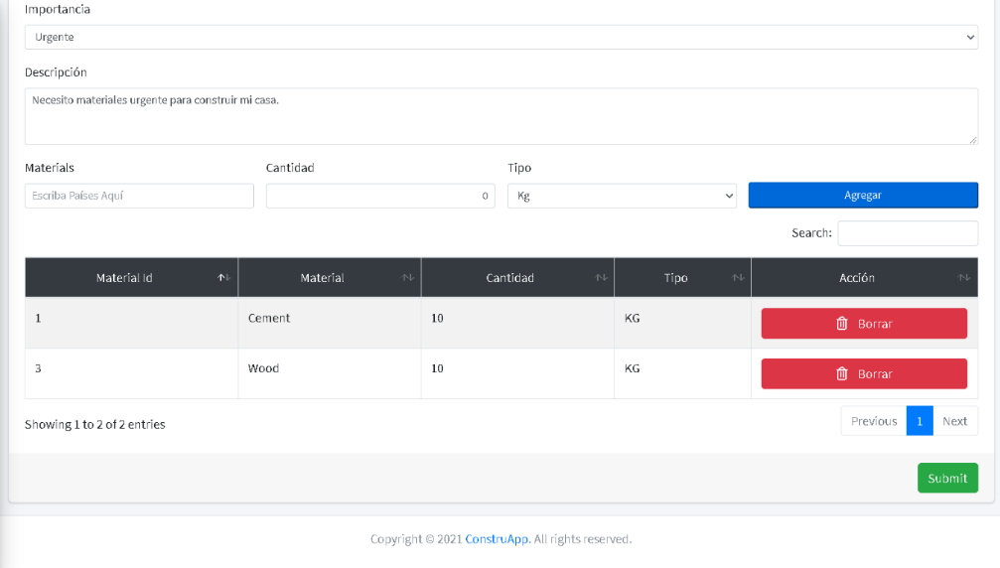 Importancia
Urgente
Descripción
Necesito materiales urgente para construir mi casa.
Materials Cantidad Tipo
Escriba Países Aquí 0 Kg Agregar
Search:
Material Id Material Cantidad Tipo Acción
1 Cement 10 KG Borrar
3 Wood 10 KG Borrar
Showing 1 to 2 of 2 entries Previous 1 Next
Submit
Copyright © 2021 ConstruApp. All rights reserved.